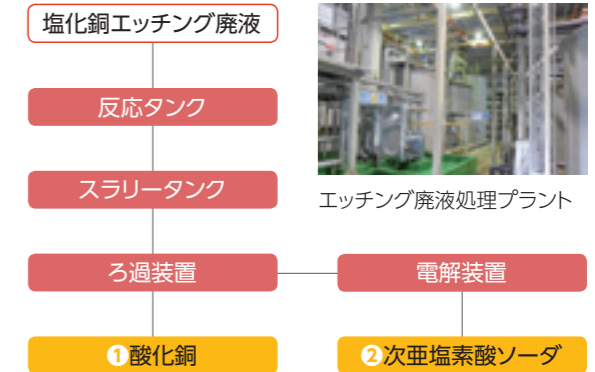 塩化銅エッチング廃液
反応タンク
スラリータンク
エッチング廃液処理プラント
ろ過装置
電解装置
❶酸化銅
❷次亜塩素酸ソーダ